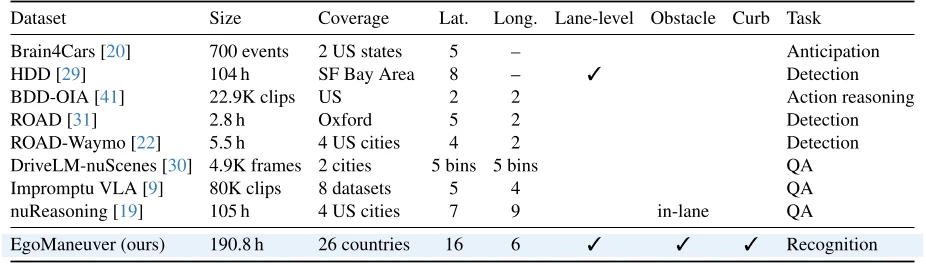 Dataset Size Coverage Lat. Long. Lane-level Obstacle Curb Task
Brain4Cars [20] 700 events 2 US states 5 – Anticipation
HDD [29] 104 h SF Bay Area 8 – ✓ Detection
BDD-OIA [41] 22.9K clips US 2 2 Action reasoning
ROAD [31] 2.8 h Oxford 5 2 Detection
ROAD-Waymo [22] 5.5 h 4 US cities 4 2 Detection
DriveLM-nuScenes [30] 4.9K frames 2 cities 5 bins 5 bins QA
Impromptu VLA [9] 80K clips 8 datasets 5 4 QA
nuReasoning [19] 105 h 4 US cities 7 9 in-lane QA
EgoManeuver (ours) 190.8 h 26 countries 16 6 ✓ ✓ ✓ Recognition